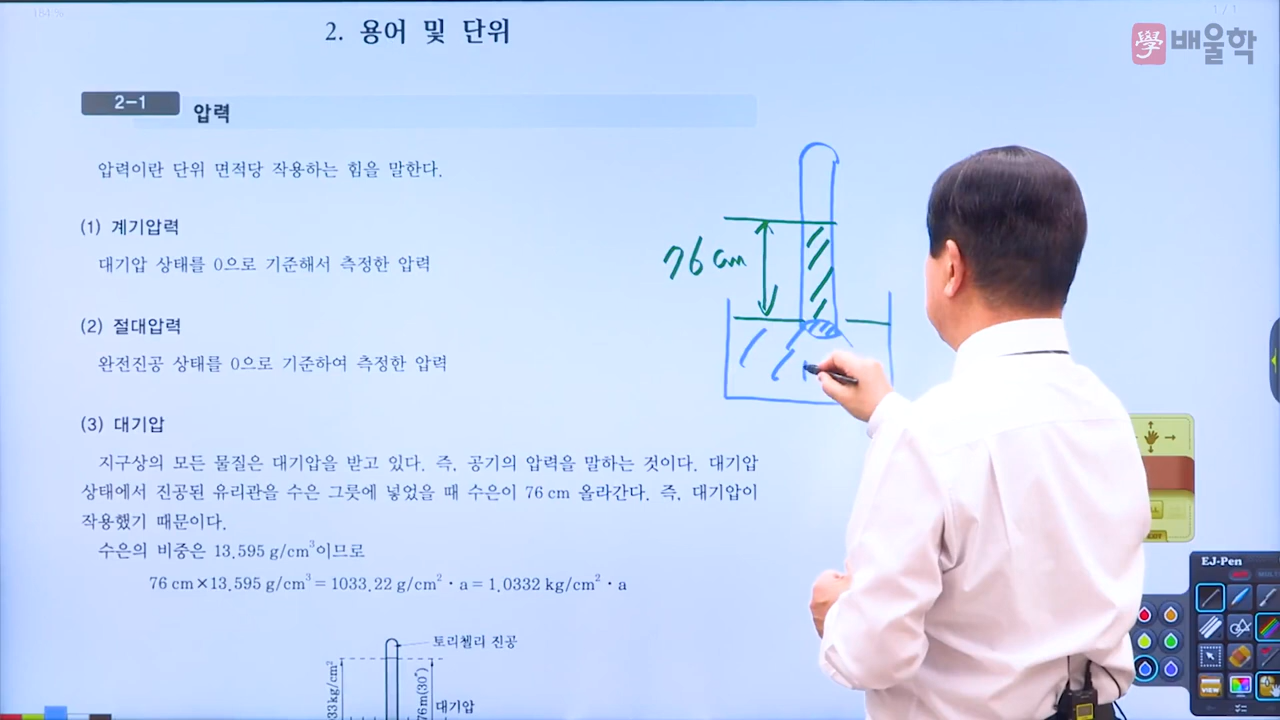 184 %
1 / 1
2. 용어 및 단위
學 배울학
2-1 압력
압력이란 단위 면적당 작용하는 힘을 말한다.
(1) 계기압력
대기압 상태를 0으로 기준해서 측정한 압력
(2) 절대압력
완전진공 상태를 0으로 기준하여 측정한 압력
(3) 대기압
지구상의 모든 물질은 대기압을 받고 있다. 즉, 공기의 압력을 말하는 것이다. 대기압
상태에서 진공된 유리관을 수은 그릇에 넣었을 때 수은이 76 cm 올라간다. 즉, 대기압이
작용했기 때문이다.
수은의 비중은 13.595 g/cm³이므로
76 cm×13.595 g/cm³ = 1033.22 g/cm² · a = 1.0332 kg/cm² · a
76 cm
토리첼리 진공
33 kg/cm²
76 m(30″)
대기압
EJ-Pen
VIEW